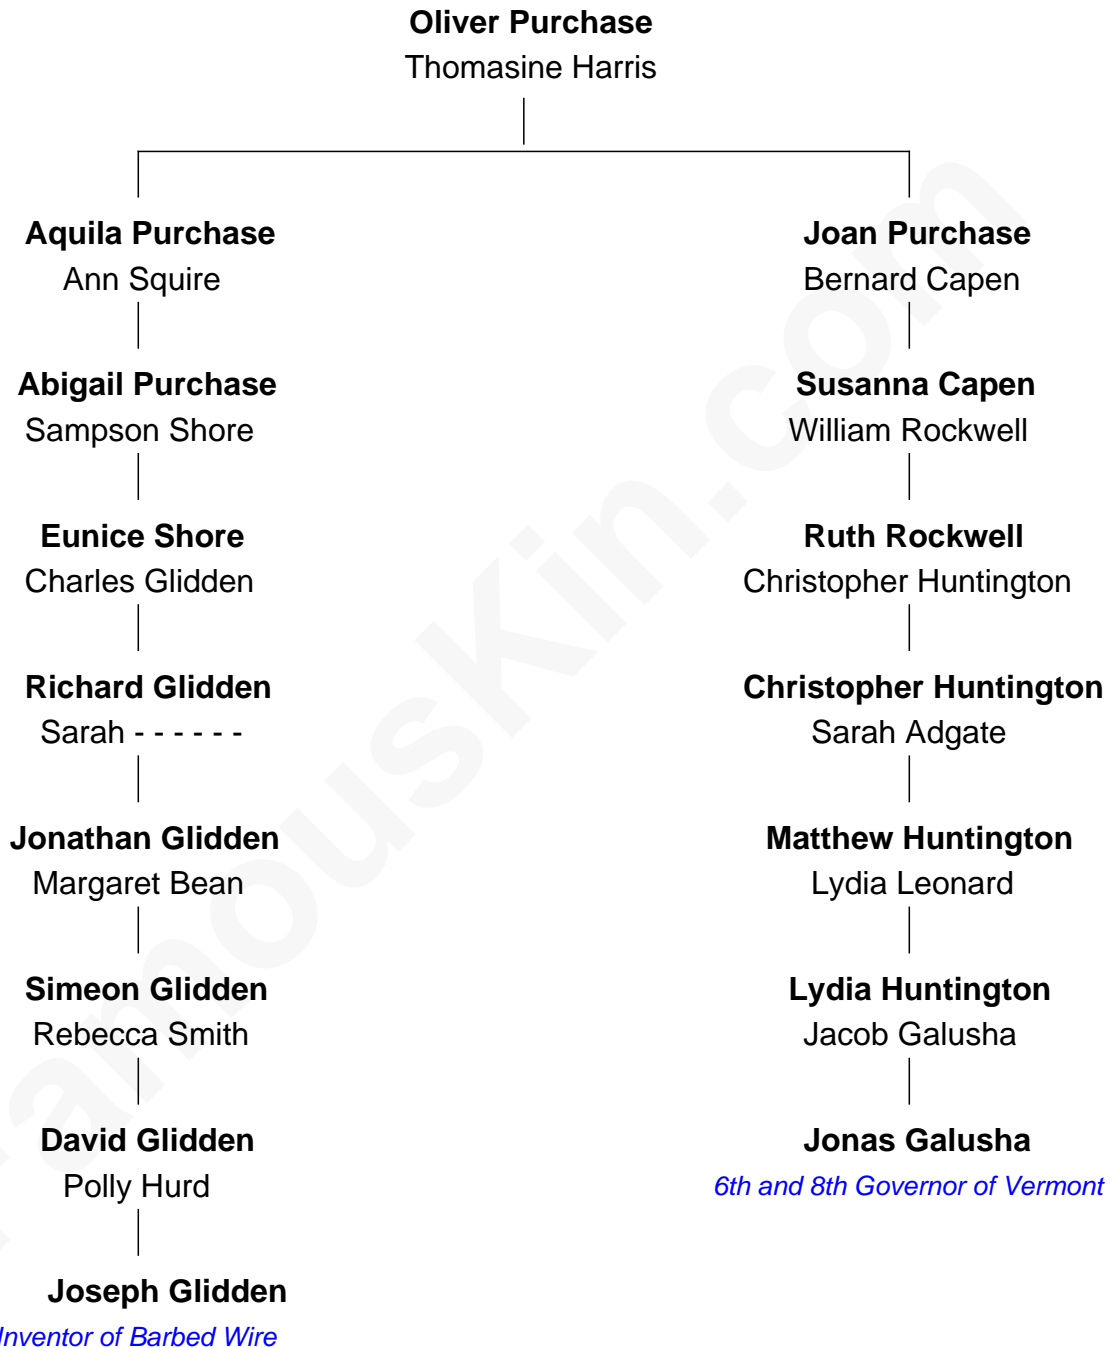 Oliver Purchase
Thomasine Harris
Aquila Purchase
Ann Squire
Abigail Purchase
Sampson Shore
Eunice Shore
Charles Glidden
Richard Glidden
Sarah - - - - - -
Jonathan Glidden
Margaret Bean
Simeon Glidden
Rebecca Smith
David Glidden
Polly Hurd
Joseph Glidden
Inventor of Barbed Wire
Joan Purchase
Bernard Capen
Susanna Capen
William Rockwell
Ruth Rockwell
Christopher Huntington
Christopher Huntington
Sarah Adgate
Matthew Huntington
Lydia Leonard
Lydia Huntington
Jacob Galusha
Jonas Galusha
6th and 8th Governor of Vermont
FamousKin.com